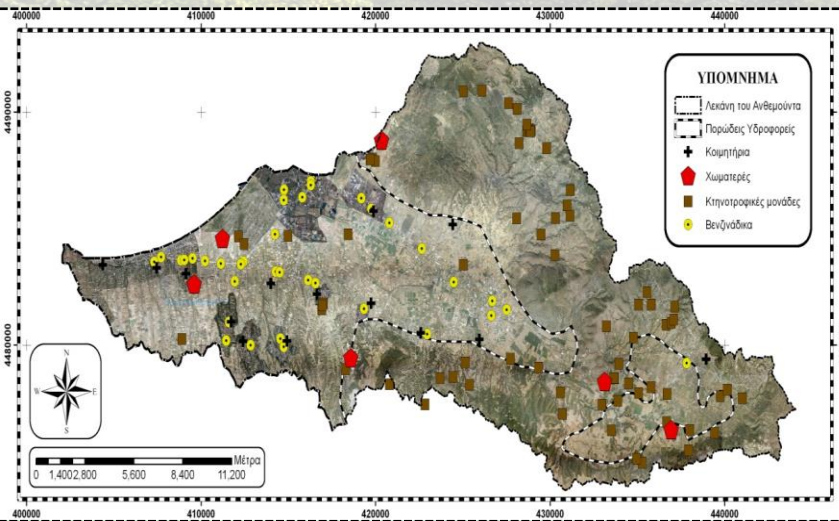 400000 410000 420000 430000 440000
4490000
4480000
ΥΠΟΜΝΗΜΑ
Λεκάνη του Ανθεμούντα
Πορώδεις Υδροφορείς
Κοιμητήρια
Χωματερές
Κτηνοτροφικές μονάδες
Βενζινάδικα
N
W E
S
Μέτρα
0 1,400 2,800 5,600 8,400 11,200
400000 410000 420000 430000 440000